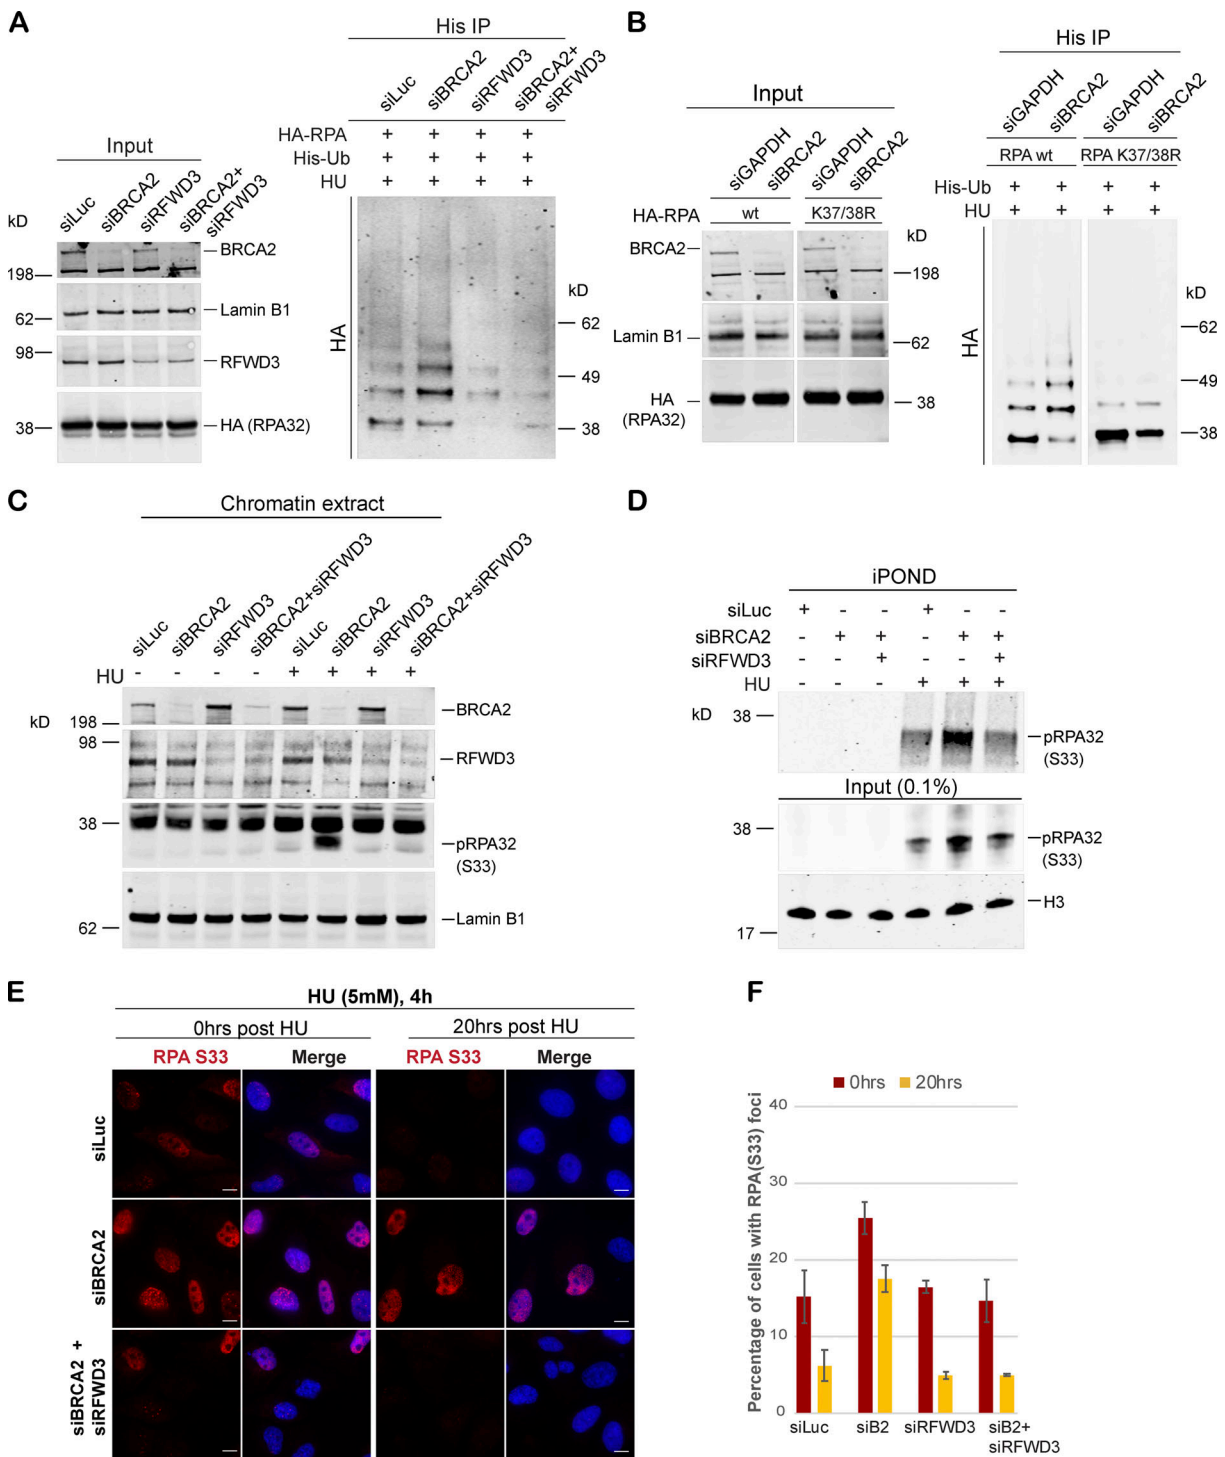 A
His IP
siLuc
siBRCA2
siRFWD3
siBRCA2+
siRFWD3
HA-RPA + + + +
His-Ub + + + +
HU + + + +
Input
kD
siLuc
siBRCA2
siRFWD3
siBRCA2+
siRFWD3
BRCA2
198
Lamin B1
62
98
RFWD3
HA (RPA32)
38
HA
kD
62
49
38
B
Input
siGAPDH
siBRCA2
siGAPDH
siBRCA2
HA-RPA
wt
K37/38R
BRCA2
kD
198
Lamin B1
62
HA
(RPA32)
38
His IP
siGAPDH
siBRCA2
siGAPDH
siBRCA2
RPA wt
RPA K37/38R
His-Ub + + + +
HU + + + +
HA
kD
62
49
38
C
Chromatin extract
siLuc
siBRCA2
siRFWD3
siBRCA2+siRFWD3
siLuc
siBRCA2
siRFWD3
siBRCA2+siRFWD3
HU - - - - + + + +
kD
198
BRCA2
98
RFWD3
38
pRPA32
(S33)
Lamin B1
62
D
iPOND
siLuc + - - + - -
siBRCA2 - + + - + +
siRFWD3 - - + - - +
HU - - - + + +
kD
38
pRPA32
(S33)
Input (0.1%)
38
pRPA32
(S33)
H3
17
E
HU (5mM), 4h
0hrs post HU
20hrs post HU
RPA S33
Merge
RPA S33
Merge
siLuc
siBRCA2
siBRCA2 +
siRFWD3
F
0hrs
20hrs
Percentage of cells with RPA(S33) foci
40
30
20
10
0
siLuc
siB2
siRFWD3
siB2+
siRFWD3